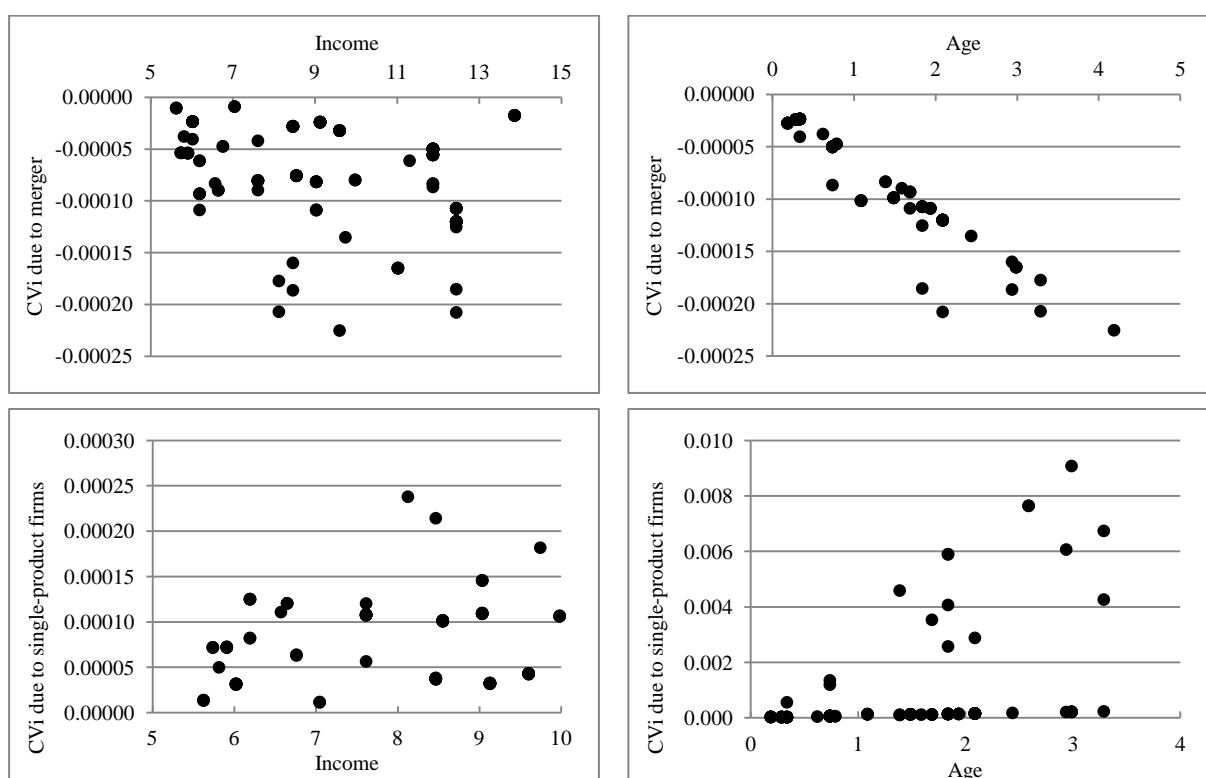 Income
5 7 9 11 13 15
0.00000
-0.00005
-0.00010
-0.00015
-0.00020
-0.00025
CVi due to merger
Age
0 1 2 3 4 5
0.00000
-0.00005
-0.00010
-0.00015
-0.00020
-0.00025
CVi due to merger
0.00030
0.00025
0.00020
0.00015
0.00010
0.00005
0.00000
CVi due to single-product firms
5 6 7 8 9 10
Income
0.010
0.008
0.006
0.004
0.002
0.000
CVi due to single-product firms
0 1 2 3 4
Age